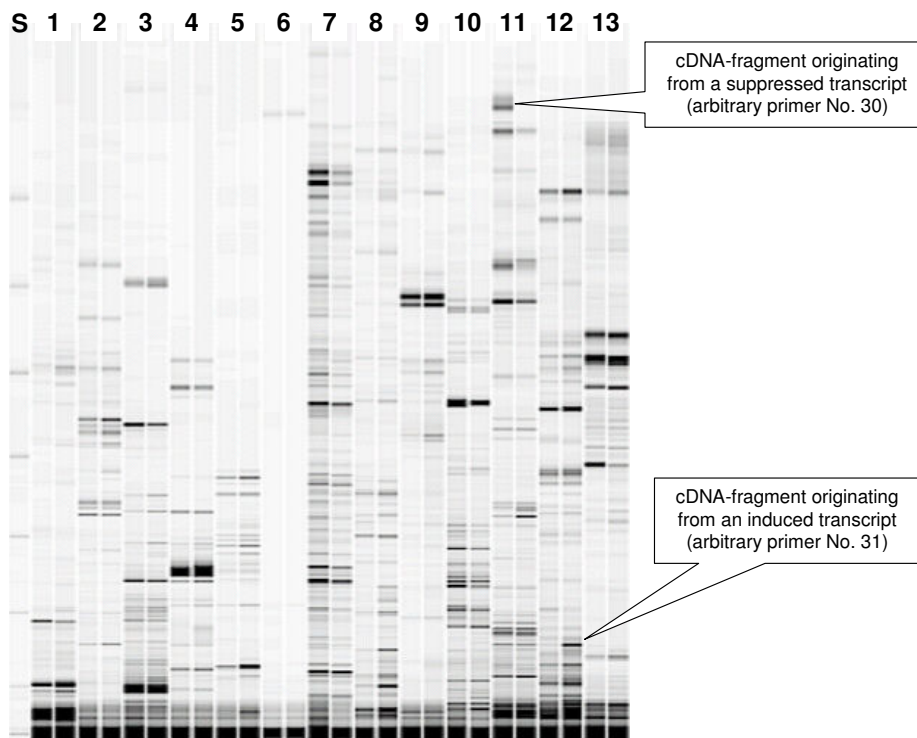 S 1 2 3 4 5 6 7 8 9 10 11 12 13
cDNA-fragment originating
from a suppressed transcript
(arbitrary primer No. 30)
cDNA-fragment originating
from an induced transcript
(arbitrary primer No. 31)